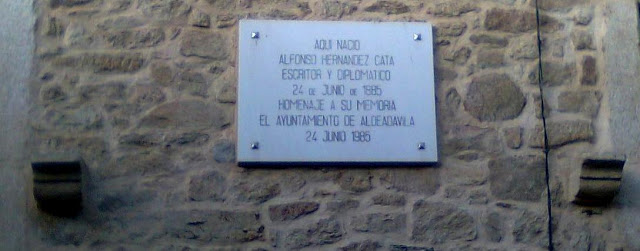 AQUI NACIO
ALFONSO HERNANDEZ CATA
ESCRITOR Y DIPLOMATICO
24 DE JUNIO DE 1885
HOMENAJE A SU MEMORIA
EL AYUNTAMIENTO DE ALDEADAVILA
24 JUNIO 1985